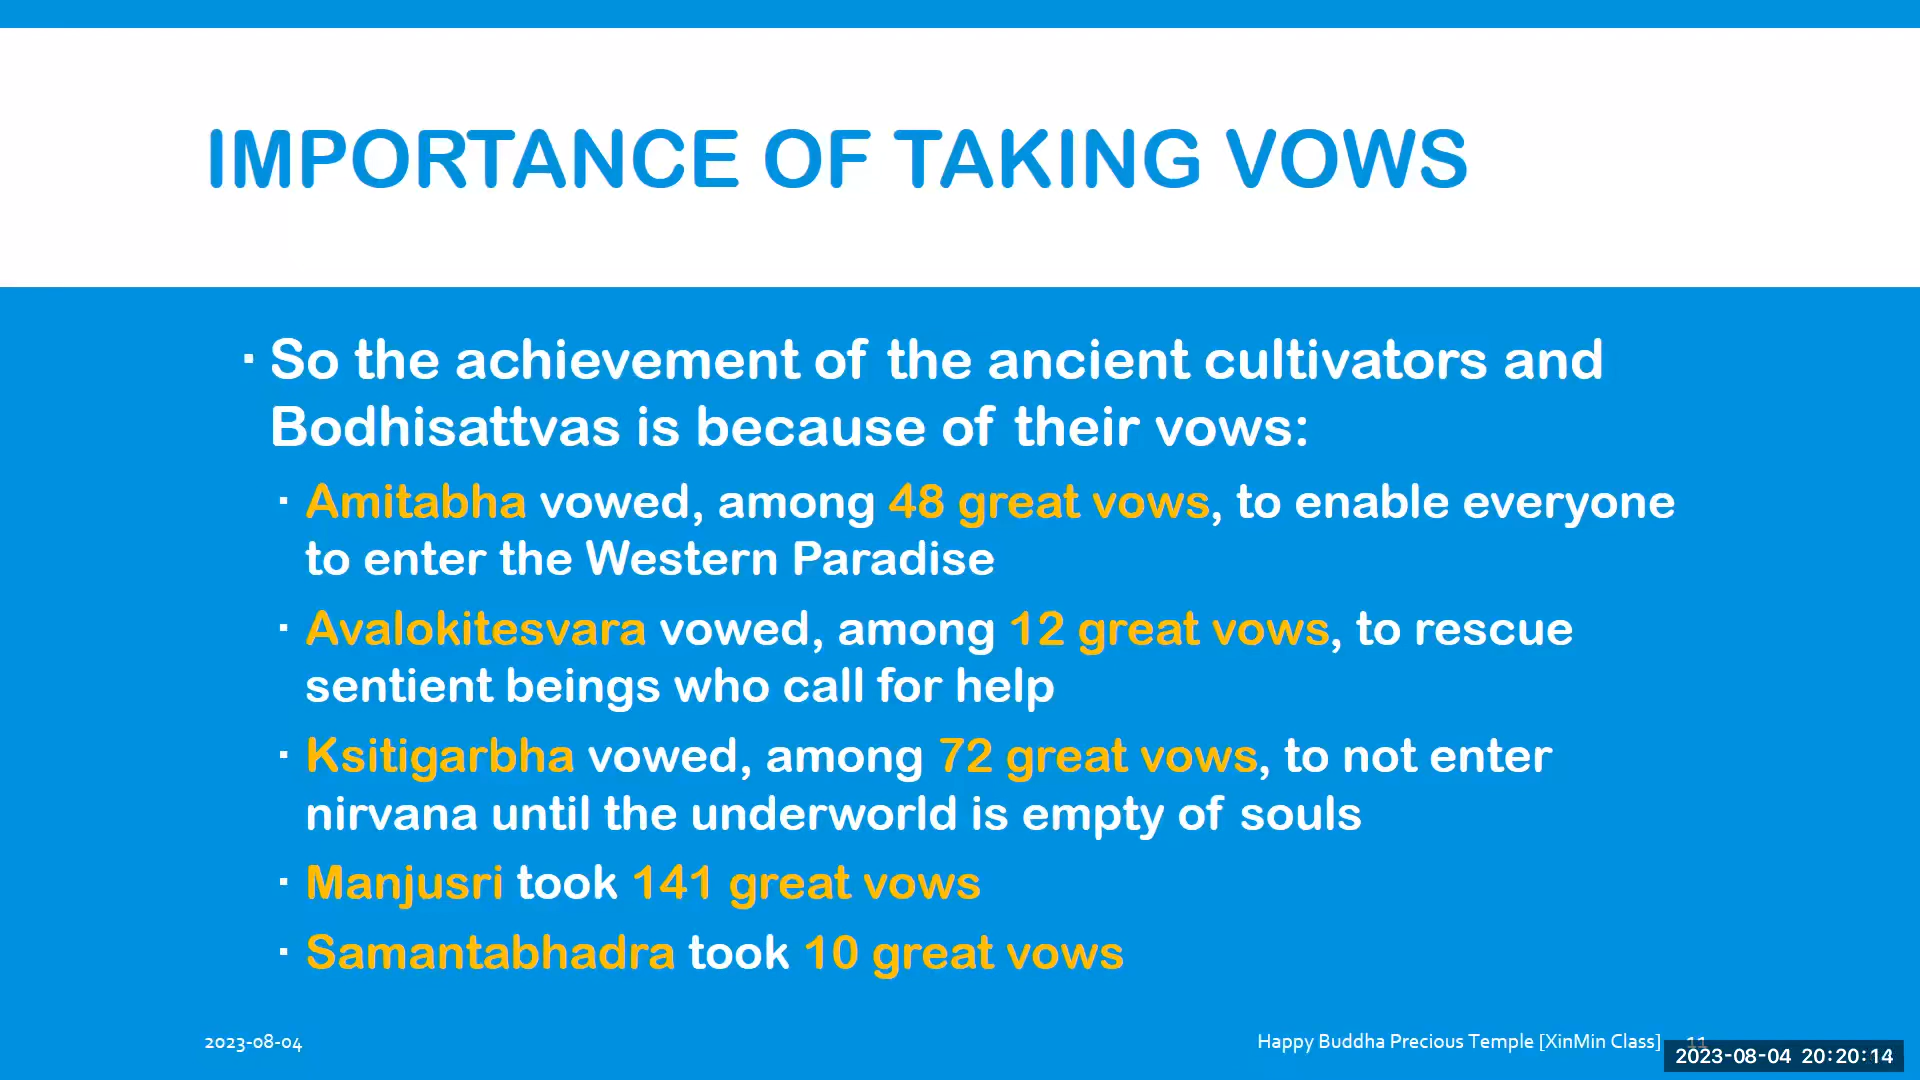 IMPORTANCE OF TAKING VOWS
▪ So the achievement of the ancient cultivators and
Bodhisattvas is because of their vows:
▪ Amitabha vowed, among 48 great vows, to enable everyone
to enter the Western Paradise
▪ Avalokitesvara vowed, among 12 great vows, to rescue
sentient beings who call for help
▪ Ksitigarbha vowed, among 72 great vows, to not enter
nirvana until the underworld is empty of souls
▪ Manjusri took 141 great vows
▪ Samantabhadra took 10 great vows
2023-08-04
Happy Buddha Precious Temple [XinMin Class]
11
2023-08-04 20:20:14